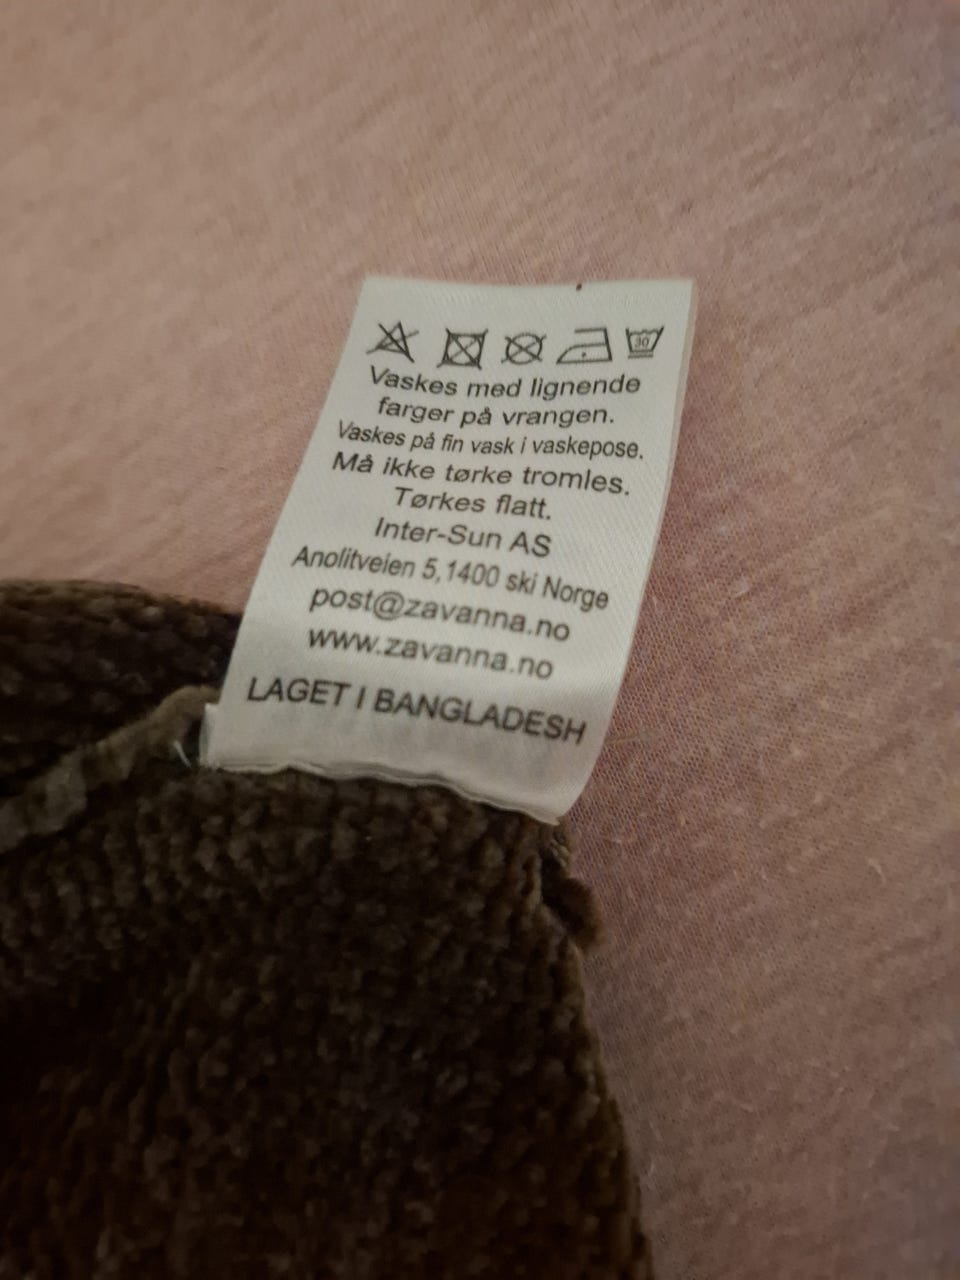 30
Vaskes med lignende
farger på vrangen.
Vaskes på fin vask i vaskepose.
Må ikke tørke tromles.
Tørkes flatt.
Inter-Sun AS
Anolitveien 5,1400 ski Norge
post@zavanna.no
www.zavanna.no
LAGET I BANGLADESH